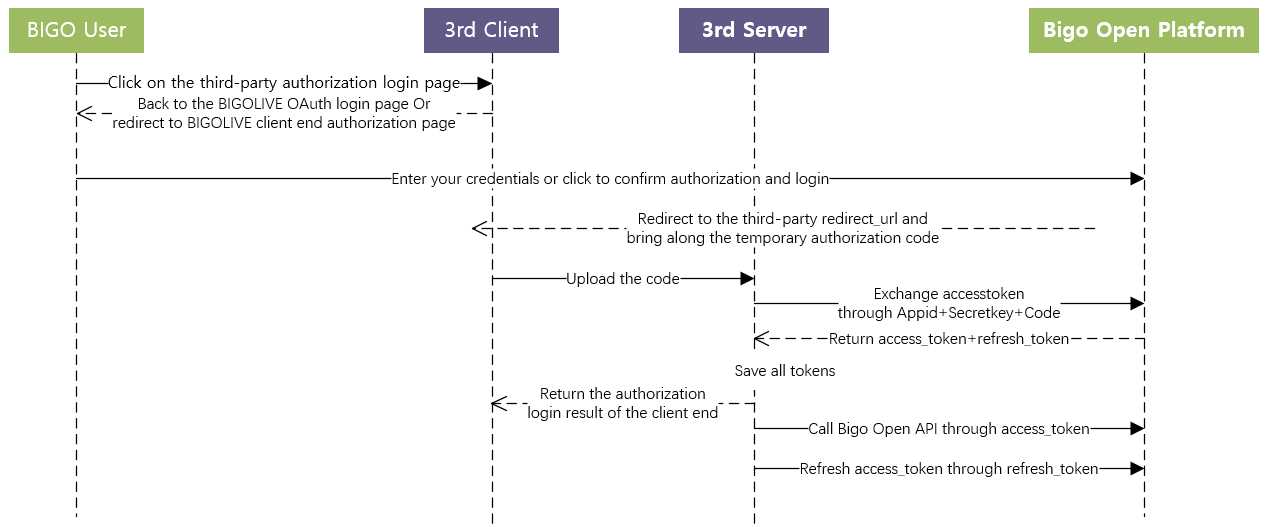 BIGO User
3rd Client
3rd Server
Bigo Open Platform
Click on the third-party authorization login page
Back to the BIGOLIVE OAuth login page Or
redirect to BIGOLIVE client end authorization page
Enter your credentials or click to confirm authorization and login
Redirect to the third-party redirect_url and
bring along the temporary authorization code
Upload the code
Exchange accesstoken
through Appid+Secretkey+Code
Return access_token+refresh_token
Save all tokens
Return the authorization
login result of the client end
Call Bigo Open API through access_token
Refresh access_token through refresh_token